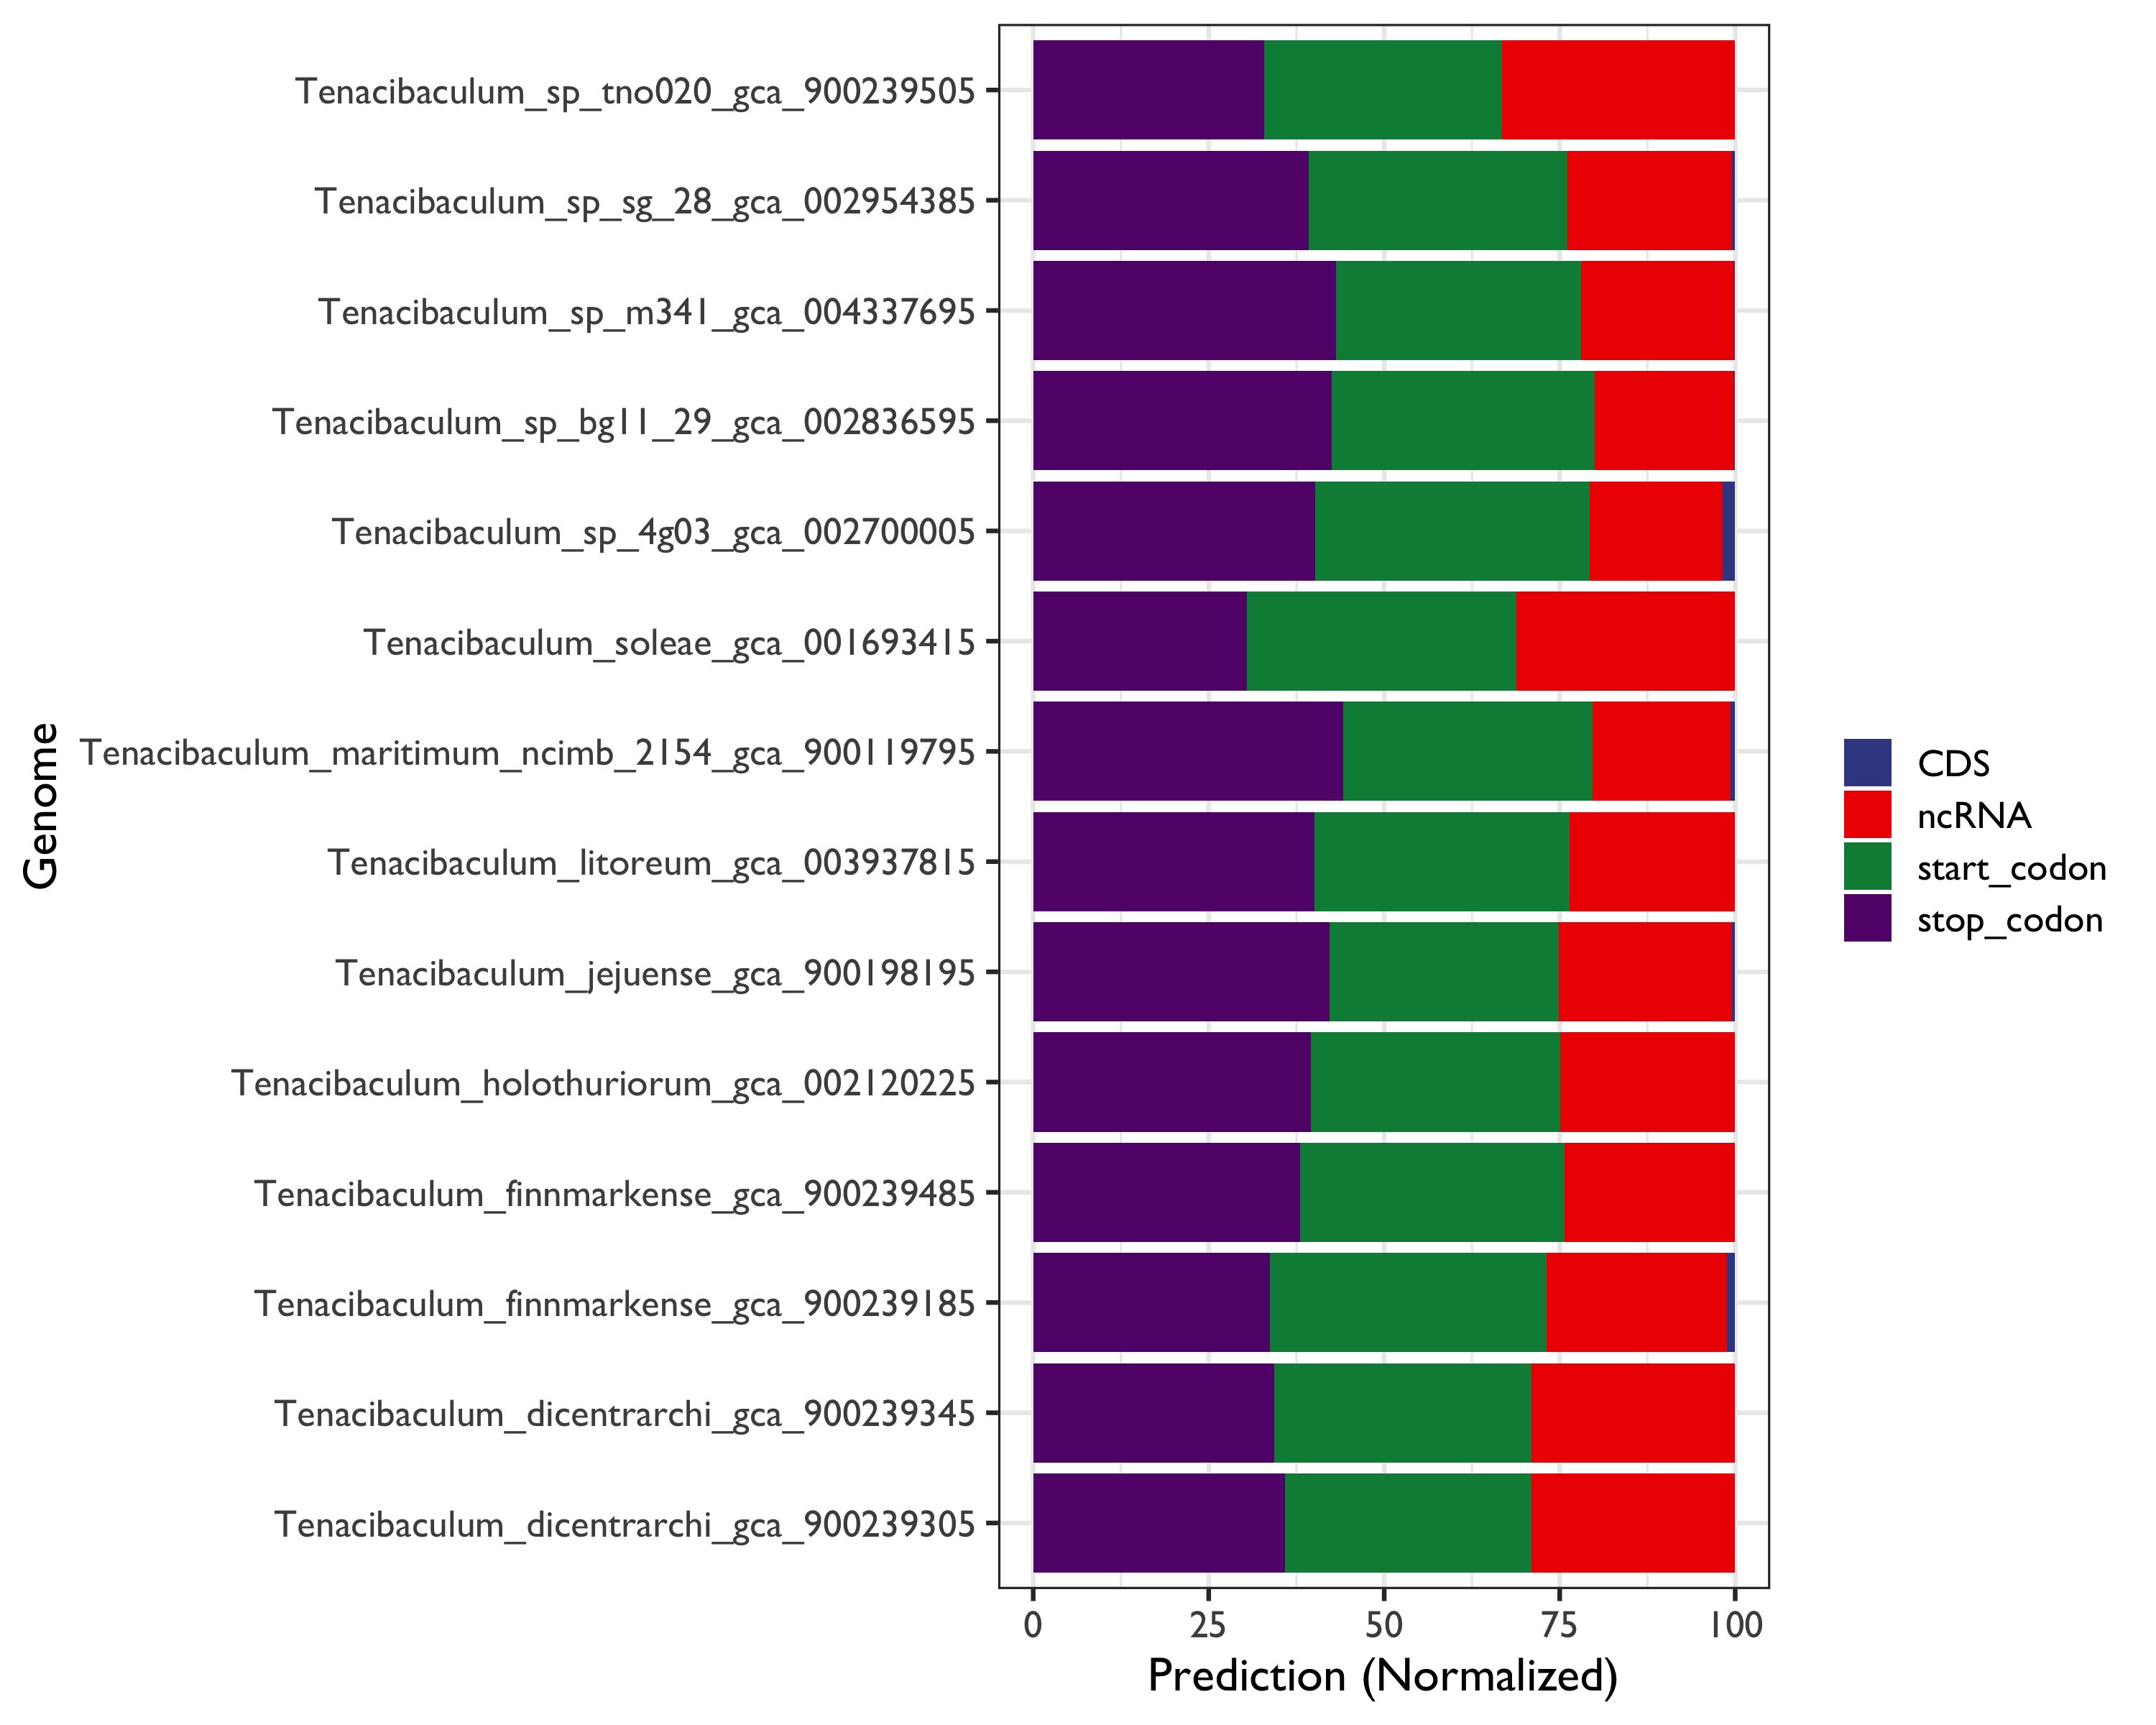 Tenacibaculum_sp_tno020_gca_900239505
Tenacibaculum_sp_sg_28_gca_002954385
Tenacibaculum_sp_m341_gca_004337695
Tenacibaculum_sp_bg11_29_gca_002836595
Tenacibaculum_sp_4g03_gca_002700005
Tenacibaculum_soleae_gca_001693415
Tenacibaculum_maritimum_ncimb_2154_gca_900119795
Tenacibaculum_litoreum_gca_003937815
Tenacibaculum_jejuense_gca_900198195
Tenacibaculum_holothuriorum_gca_002120225
Tenacibaculum_finnmarkense_gca_900239485
Tenacibaculum_finnmarkense_gca_900239185
Tenacibaculum_dicentrarchi_gca_900239345
Tenacibaculum_dicentrarchi_gca_900239305
Genome
0 25 50 75 100
Prediction (Normalized)
CDS
ncRNA
start_codon
stop_codon